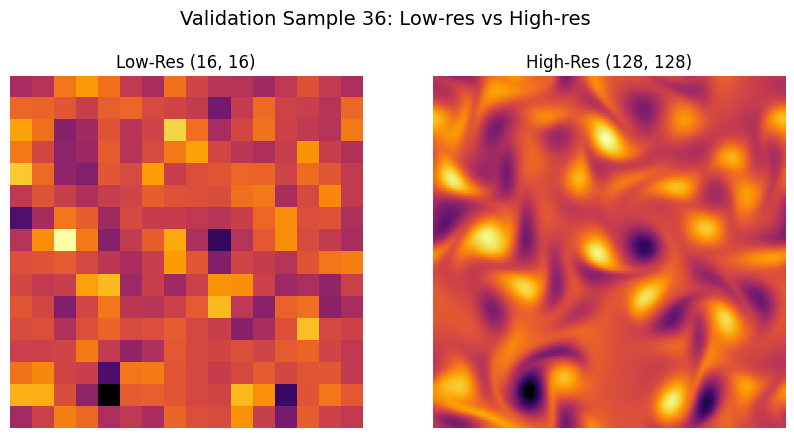 Validation Sample 36: Low-res vs High-res
Low-Res (16, 16)
High-Res (128, 128)